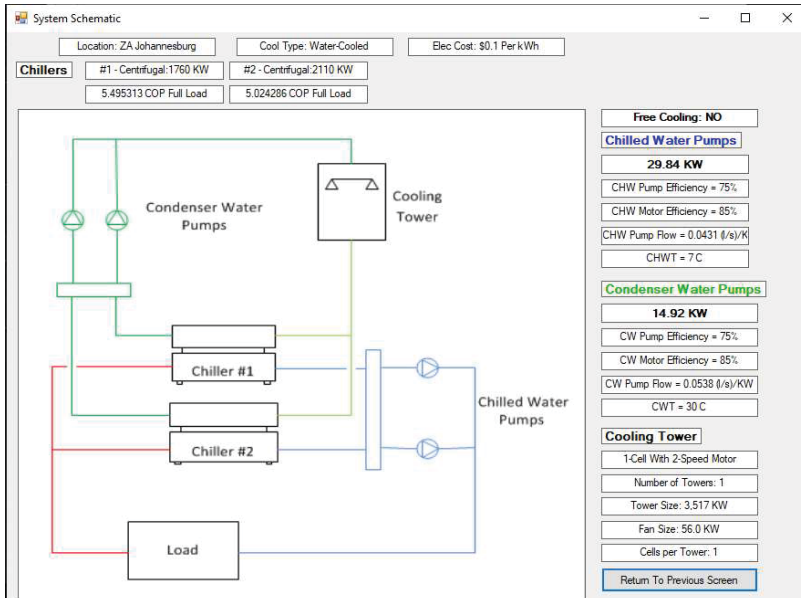 System Schematic
Location: ZA Johannesburg
Cool Type: Water-Cooled
Elec Cost: $0.1 Per kWh
Chillers
#1 - Centrifugal:1760 KW
#2 - Centrifugal:2110 KW
5.495313 COP Full Load
5.024286 COP Full Load
Condenser Water
Pumps
Cooling
Tower
Chiller #1
Chiller #2
Chilled Water
Pumps
Load
Free Cooling: NO
Chilled Water Pumps
29.84 KW
CHW Pump Efficiency = 75%
CHW Motor Efficiency = 85%
CHW Pump Flow = 0.0431 (l/s)/K
CHWT = 7 C
Condenser Water Pumps
14.92 KW
CW Pump Efficiency = 75%
CW Motor Efficiency = 85%
CW Pump Flow = 0.0538 (l/s)/KW
CWT = 30 C
Cooling Tower
1-Cell With 2-Speed Motor
Number of Towers: 1
Tower Size: 3,517 KW
Fan Size: 56.0 KW
Cells per Tower: 1
Return To Previous Screen